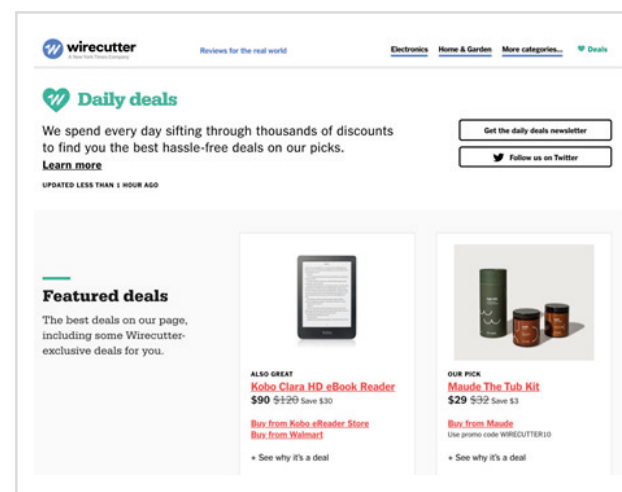 wirecutter
A New York Times Company
Reviews for the real world
Electronics Home & Garden More categories... Deals
Daily deals
We spend every day sifting through thousands of discounts
to find you the best hassle-free deals on our picks.
Learn more
UPDATED LESS THAN 1 HOUR AGO
Get the daily deals newsletter
Follow us on Twitter
Featured deals
The best deals on our page,
including some Wirecutter-
exclusive deals for you.
ALSO GREAT
Kobo Clara HD eBook Reader
$90 $120 Save $30
Buy from Kobo eReader Store
Buy from Walmart
+ See why it's a deal
OUR PICK
Maude The Tub Kit
$29 $32 Save $3
Buy from Maude
Use promo code WIRECUTTER10
+ See why it's a deal